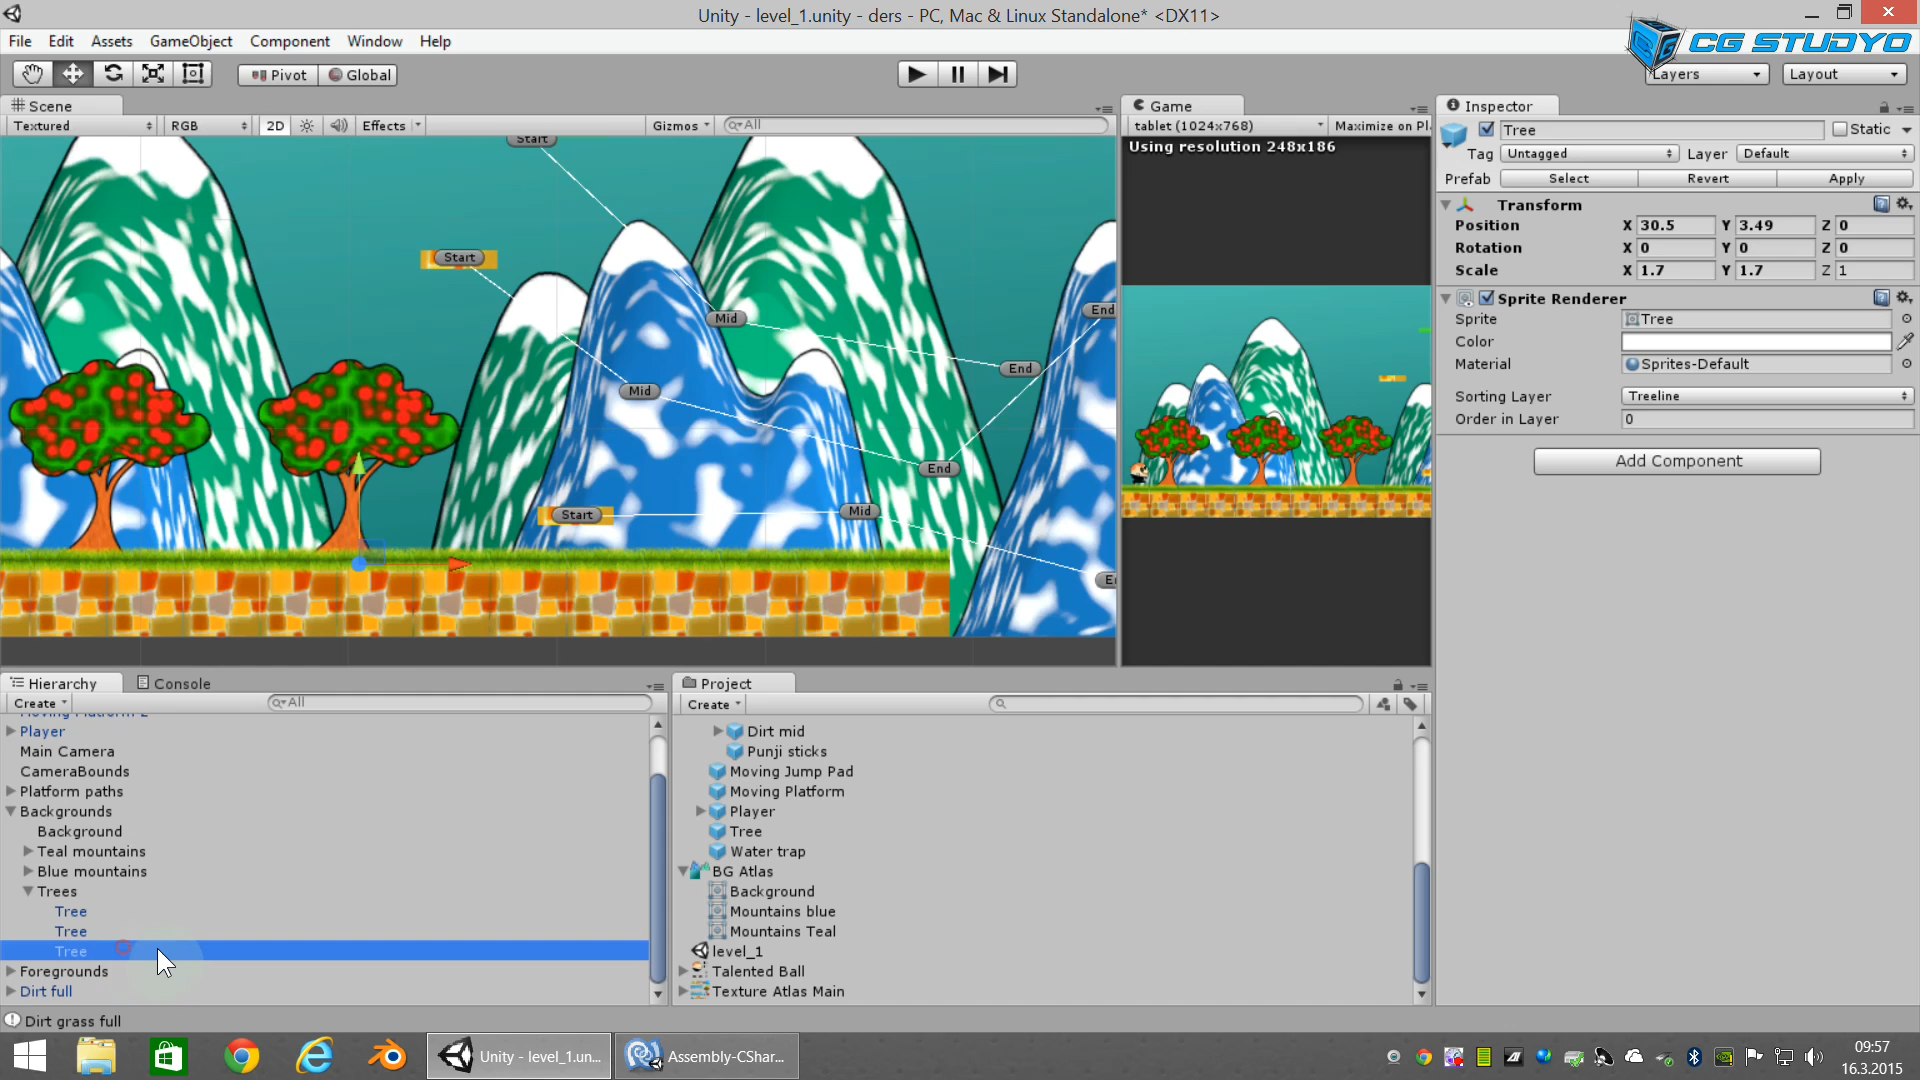 Unity - level_1.unity - ders - PC, Mac & Linux Standalone* <DX11>
File Edit Assets GameObject Component Window Help
CG STUDYO
Pivot Global
Layers Layout
Scene
Game
Inspector
Textured RGB 2D Effects Gizmos All
tablet (1024x768) Maximize on Pl
Using resolution 248x186
Tree Static
Tag Untagged Layer Default
Prefab Select Revert Apply
Transform
Position X 30.5 Y 3.49 Z 0
Rotation X 0 Y 0 Z 0
Scale X 1.7 Y 1.7 Z 1
Sprite Renderer
Sprite Tree
Color
Material Sprites-Default
Sorting Layer Treeline
Order in Layer 0
Add Component
Start
Start
Mid
End
End
Mid
End
Start
Mid
Hierarchy Console
Create All
Player
Main Camera
CameraBounds
Platform paths
Backgrounds
Background
Teal mountains
Blue mountains
Trees
Tree
Tree
Tree
Foregrounds
Dirt full
Project
Create
Dirt mid
Punji sticks
Moving Jump Pad
Moving Platform
Player
Tree
Water trap
BG Atlas
Background
Mountains blue
Mountains Teal
level_1
Talented Ball
Texture Atlas Main
Dirt grass full
Unity - level_1.un...
Assembly-CShar...
09:57
16.3.2015